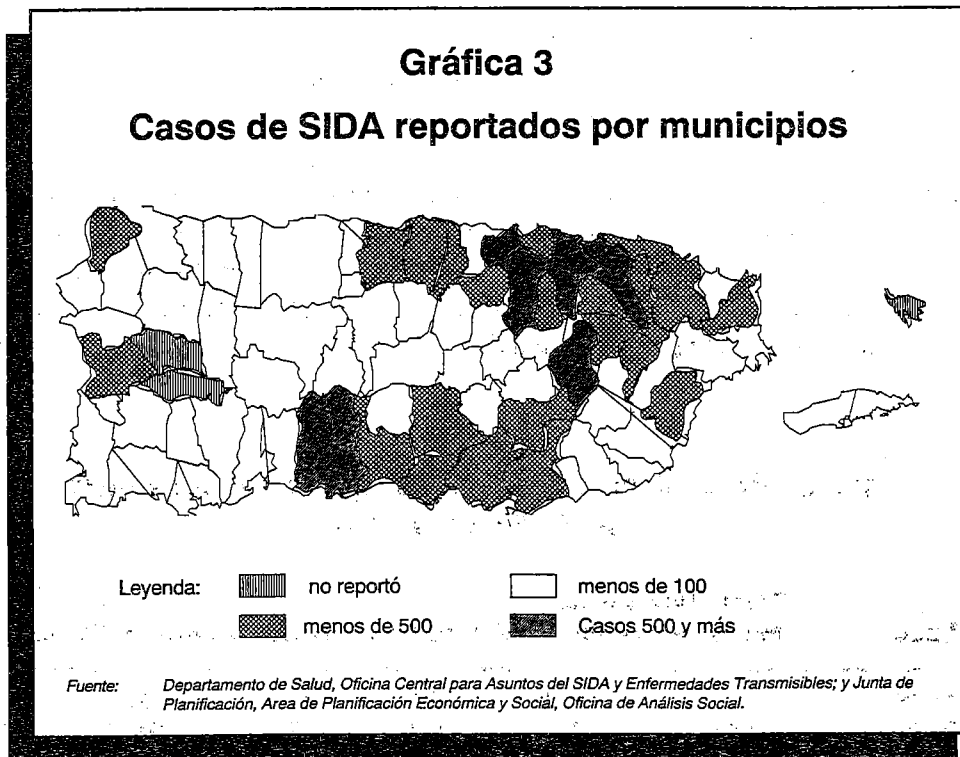 Gráfica 3
Casos de SIDA reportados por municipios
Leyenda:
no reportó
menos de 100
menos de 500
Casos 500 y más
Fuente: Departamento de Salud, Oficina Central para Asuntos del SIDA y Enfermedades Transmisibles; y Junta de
Planificación, Area de Planificación Económica y Social, Oficina de Análisis Social.